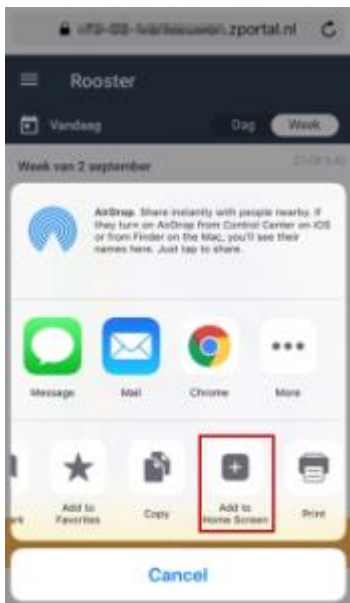 .zportal.nl
Rooster
Vandaag Dag Week
Week van 2 september
AirDrop. Share instantly with people nearby. If
they turn on AirDrop from Control Center on iOS
or from Finder on the Mac, you'll see their
names here. Just tap to share.
Message Mail Chrome More
Add to Favorites
Copy
Add to
Home Screen
Print
Cancel